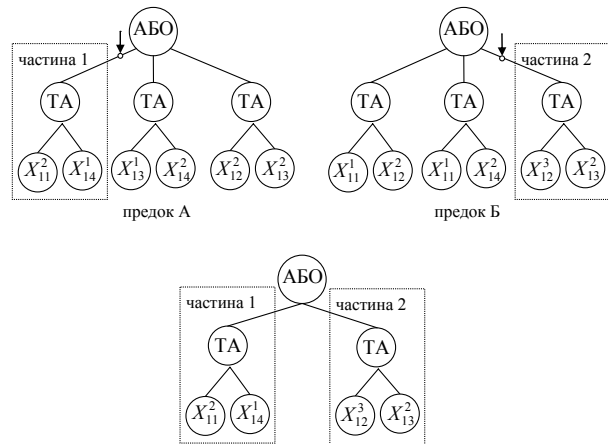 АБО АБО
частина 1 частина 2
ТА ТА ТА ТА ТА ТА
X²₁₁ X¹₁₄ X¹₁₃ X²₁₄ X²₁₂ X²₁₃ X¹₁₁ X²₁₂ X¹₁₁ X²₁₄ X³₁₂ X²₁₃
предок А предок Б
АБО
частина 1 частина 2
ТА ТА
X²₁₁ X¹₁₄ X³₁₂ X²₁₃